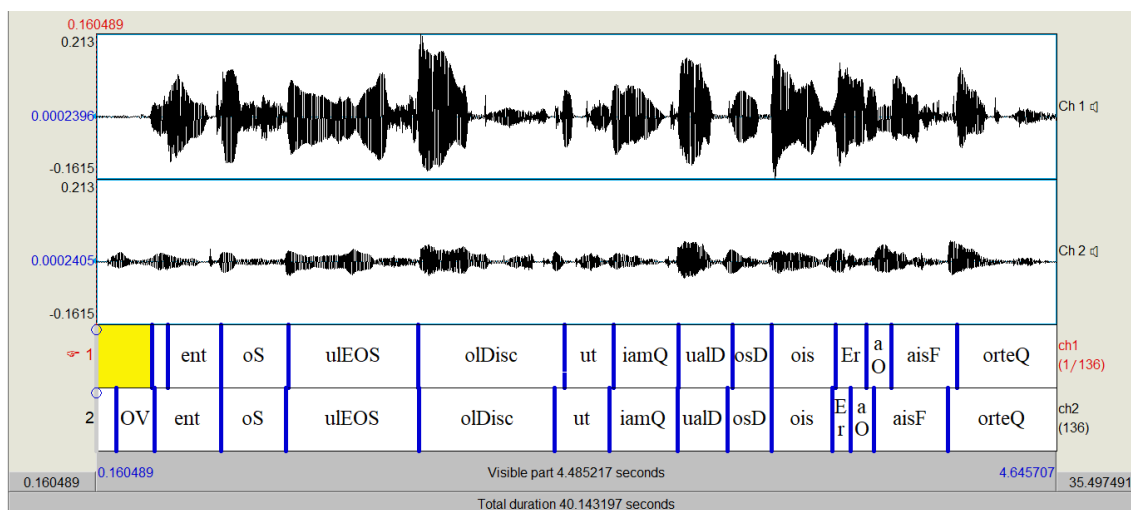 0.160489
0.213
0.0002396
-0.1615
Ch 1
0.213
0.0002405
-0.1615
Ch 2
1 ent oS ulEOS olDisc ut iamQ ualD osD ois Er a O aisF orteQ ch1 (1/136)
2 OV ent oS ulEOS olDisc ut iamQ ualD osD ois E r a O aisF orteQ ch2 (136)
0.160489 0.160489 Visible part 4.485217 seconds 4.645707 35.497491
Total duration 40.143197 seconds